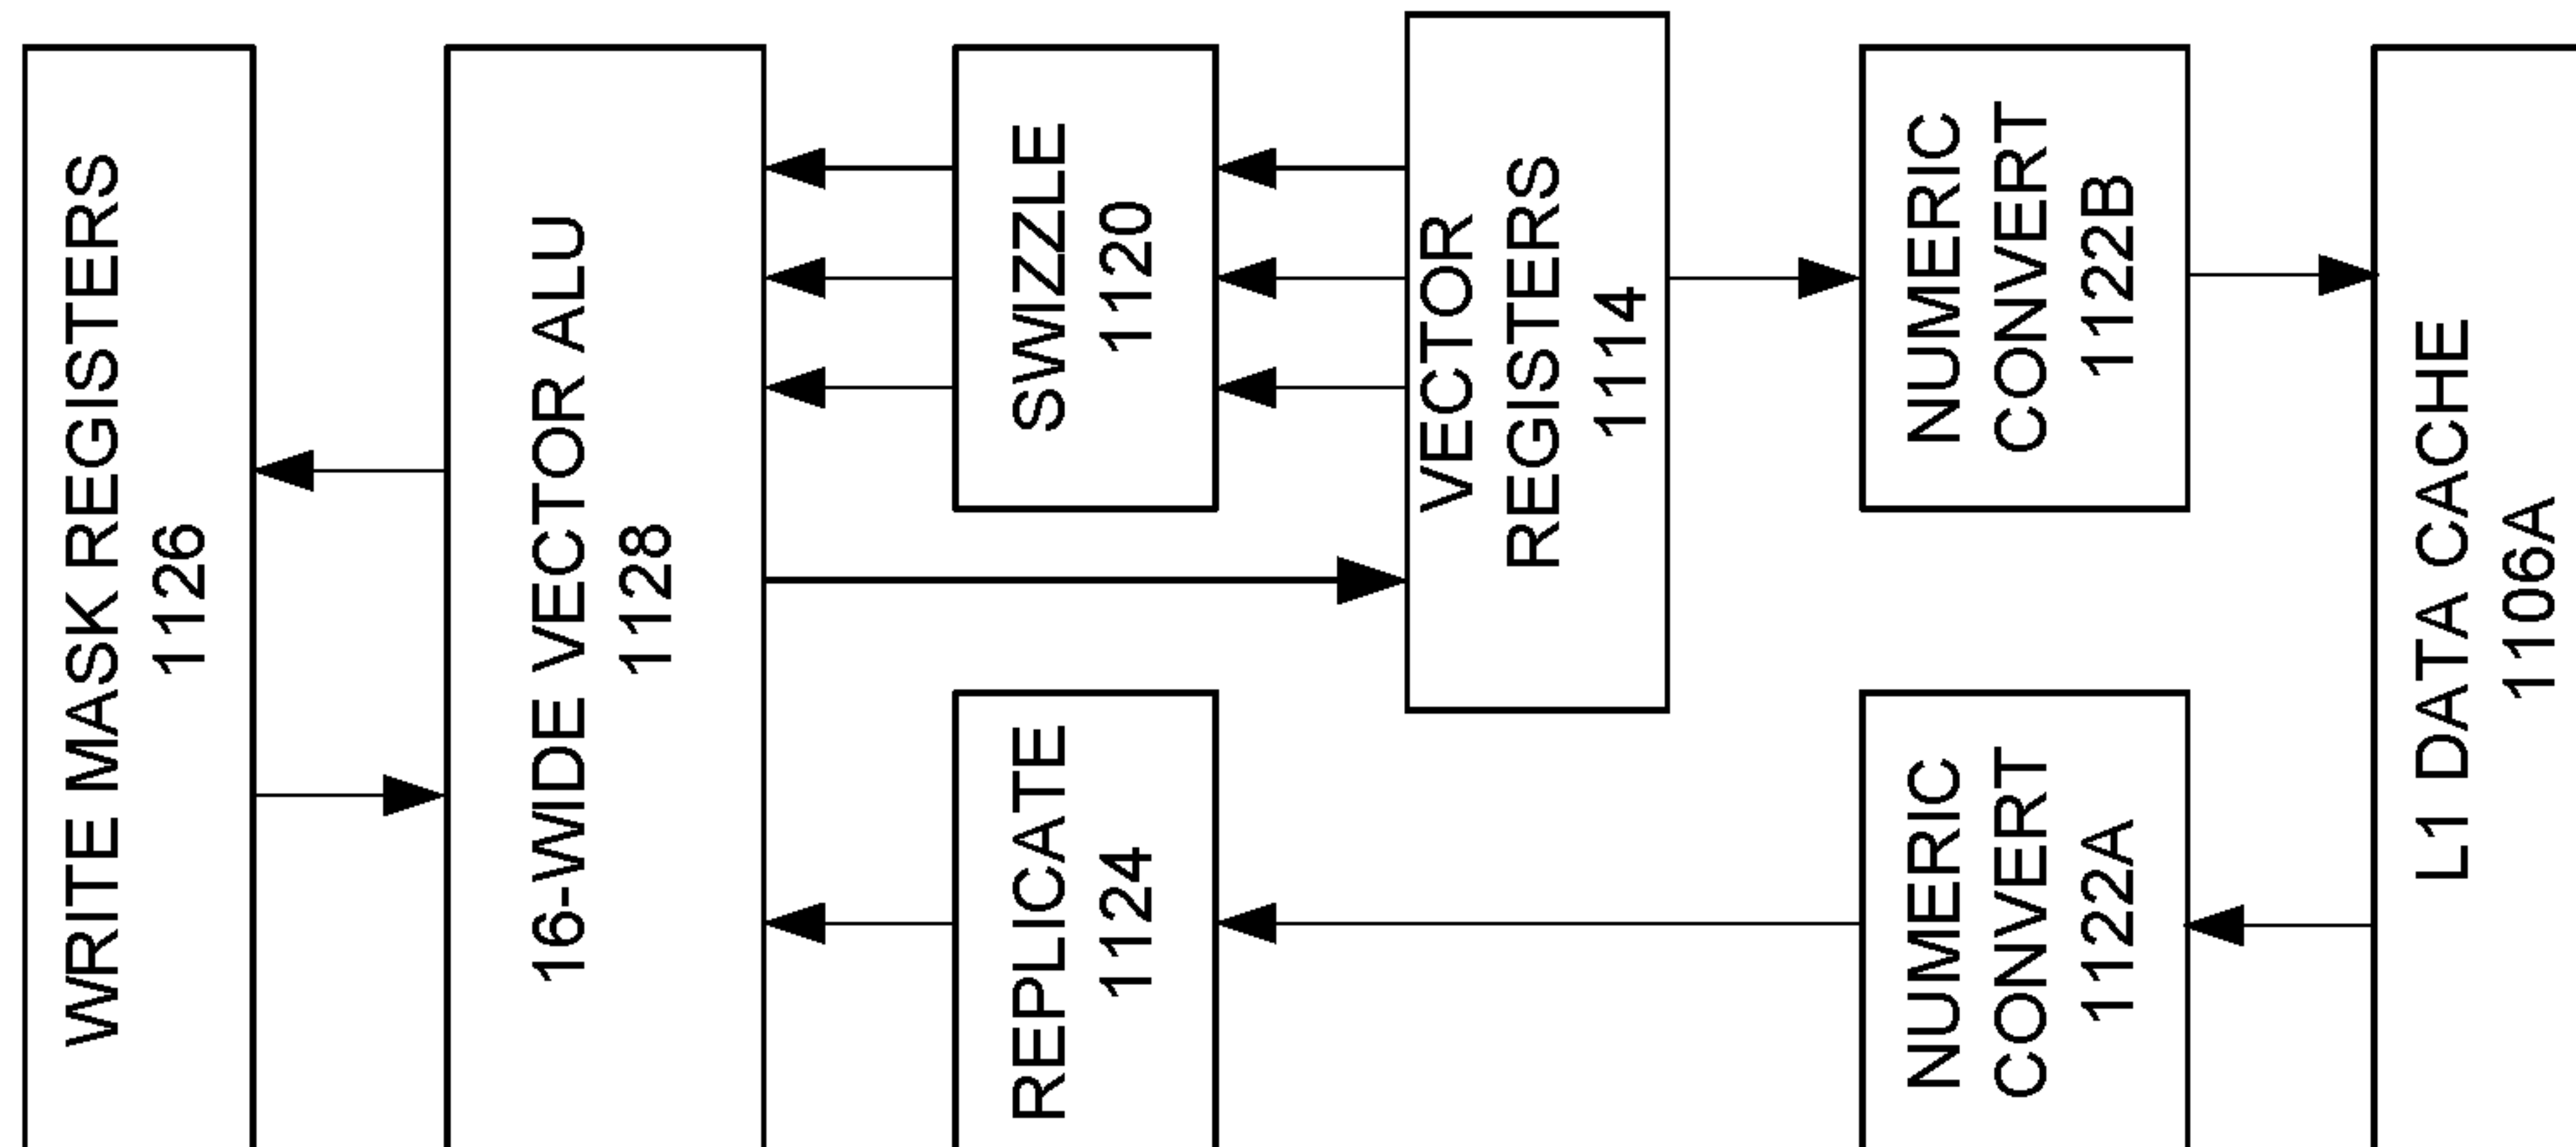 WRITE MASK REGISTERS
1126
16-WIDE VECTOR ALU
1128
REPLICATE
1124
SWIZZLE
1120
VECTOR
REGISTERS
1114
NUMERIC
CONVERT
1122A
NUMERIC
CONVERT
1122B
L1 DATA CACHE
1106A